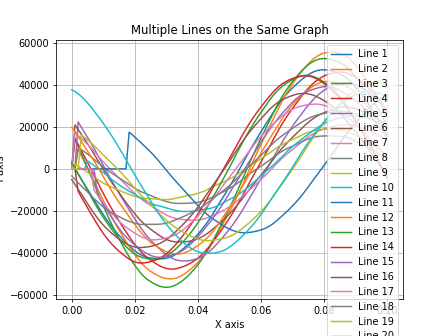 Multiple Lines on the Same Graph
60000
40000
20000
0
−20000
−40000
−60000
0.00
0.02
0.04
0.06
X axis
Line 1
Line 2
Line 3
Line 4
Line 5
Line 6
Line 7
Line 8
Line 9
Line 10
Line 11
Line 12
Line 13
Line 14
Line 15
Line 16
Line 17
Line 18
Line 19
Line 20